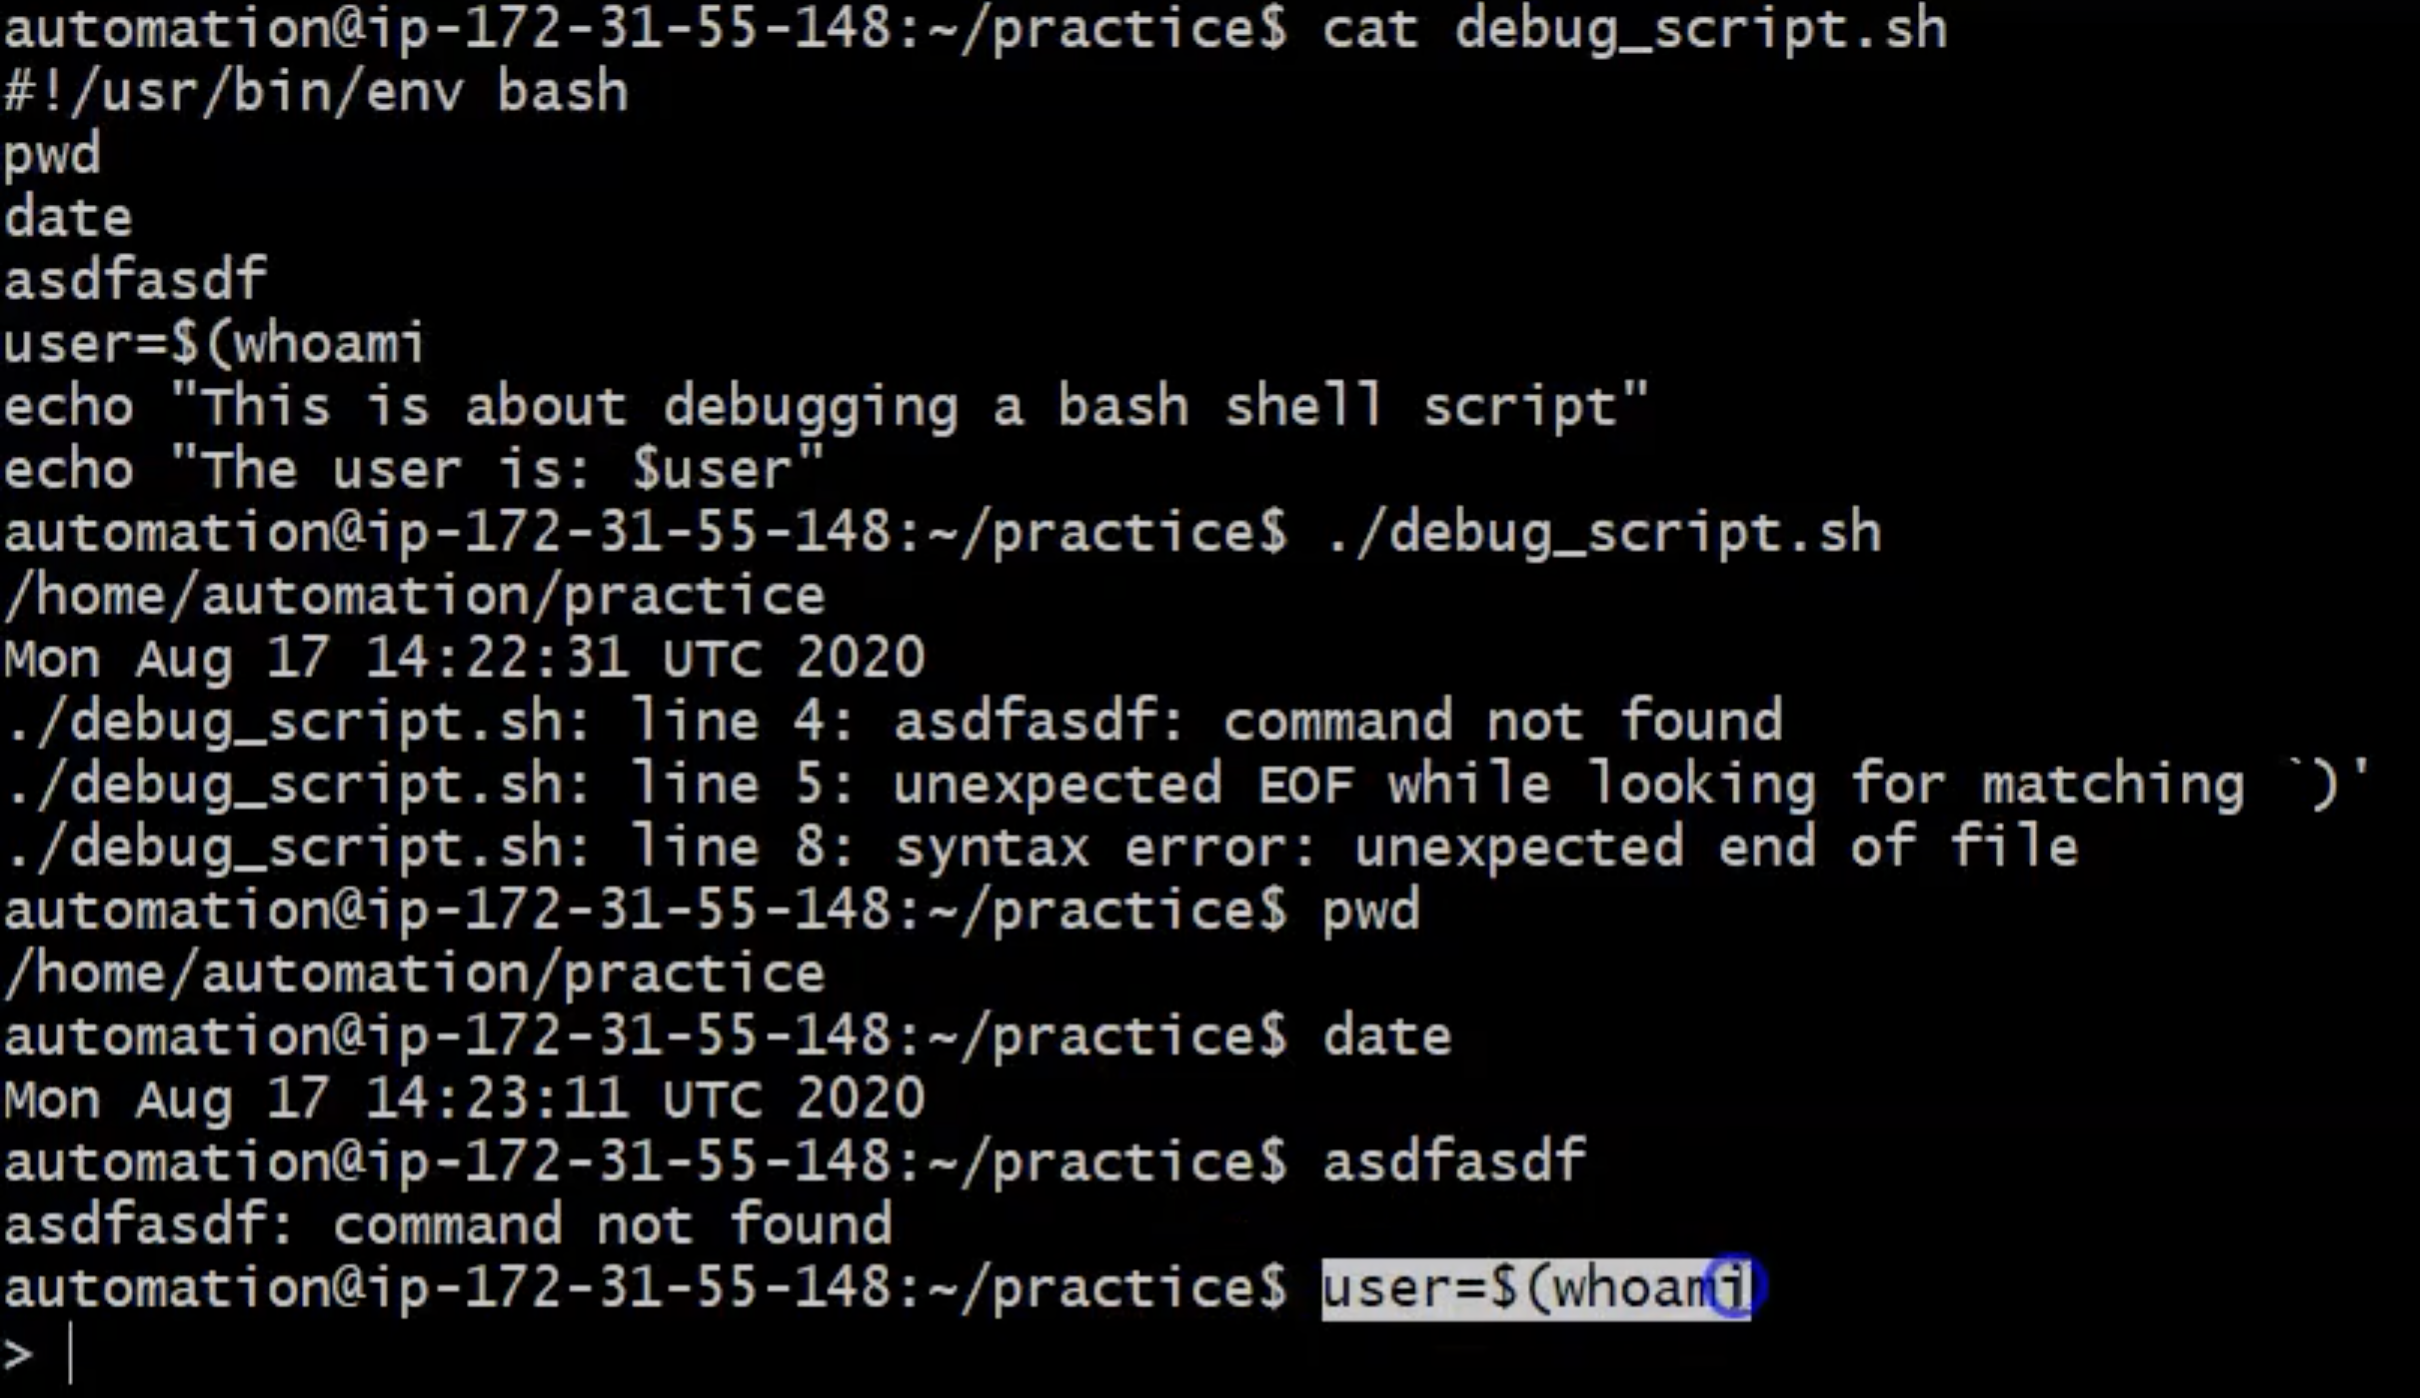 automation@ip-172-31-55-148:~/practice$ cat debug_script.sh
#!/usr/bin/env bash
pwd
date
asdfasdf
user=$(whoami
echo "This is about debugging a bash shell script"
echo "The user is: $user"
automation@ip-172-31-55-148:~/practice$ ./debug_script.sh
/home/automation/practice
Mon Aug 17 14:22:31 UTC 2020
./debug_script.sh: line 4: asdfasdf: command not found
./debug_script.sh: line 5: unexpected EOF while looking for matching `)'
./debug_script.sh: line 8: syntax error: unexpected end of file
automation@ip-172-31-55-148:~/practice$ pwd
/home/automation/practice
automation@ip-172-31-55-148:~/practice$ date
Mon Aug 17 14:23:11 UTC 2020
automation@ip-172-31-55-148:~/practice$ asdfasdf
asdfasdf: command not found
automation@ip-172-31-55-148:~/practice$ user=$(whoami
>